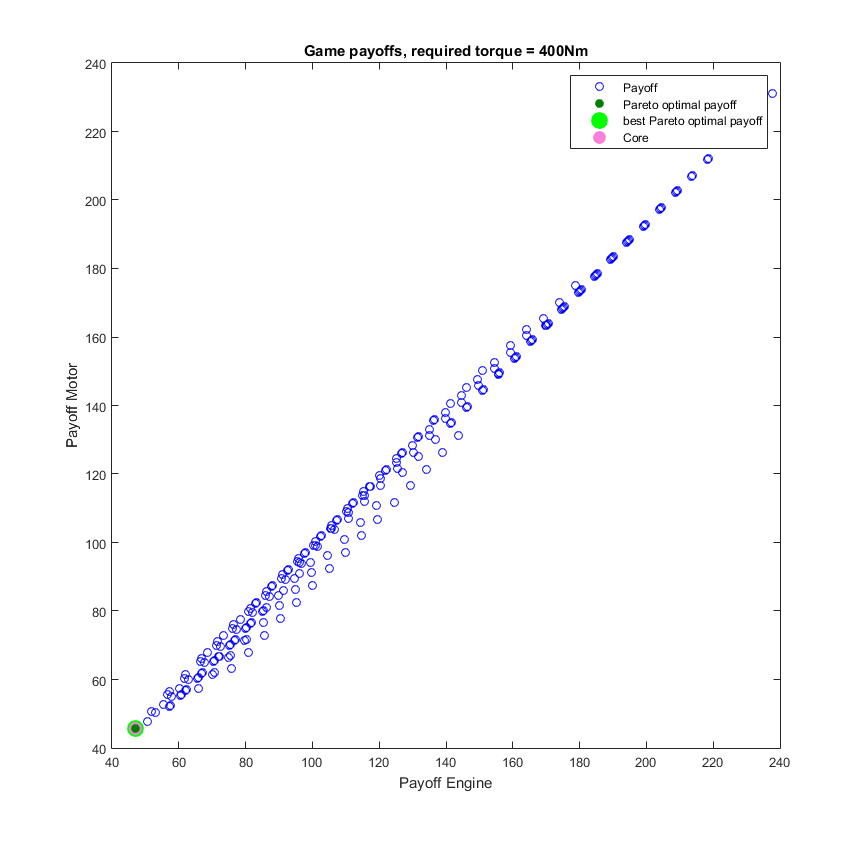 Game payoffs, required torque = 400Nm
Payoff
Pareto optimal payoff
best Pareto optimal payoff
Core
240
220
200
180
160
140
120
100
80
60
40
Payoff Motor
40 60 80 100 120 140 160 180 200 220 240
Payoff Engine